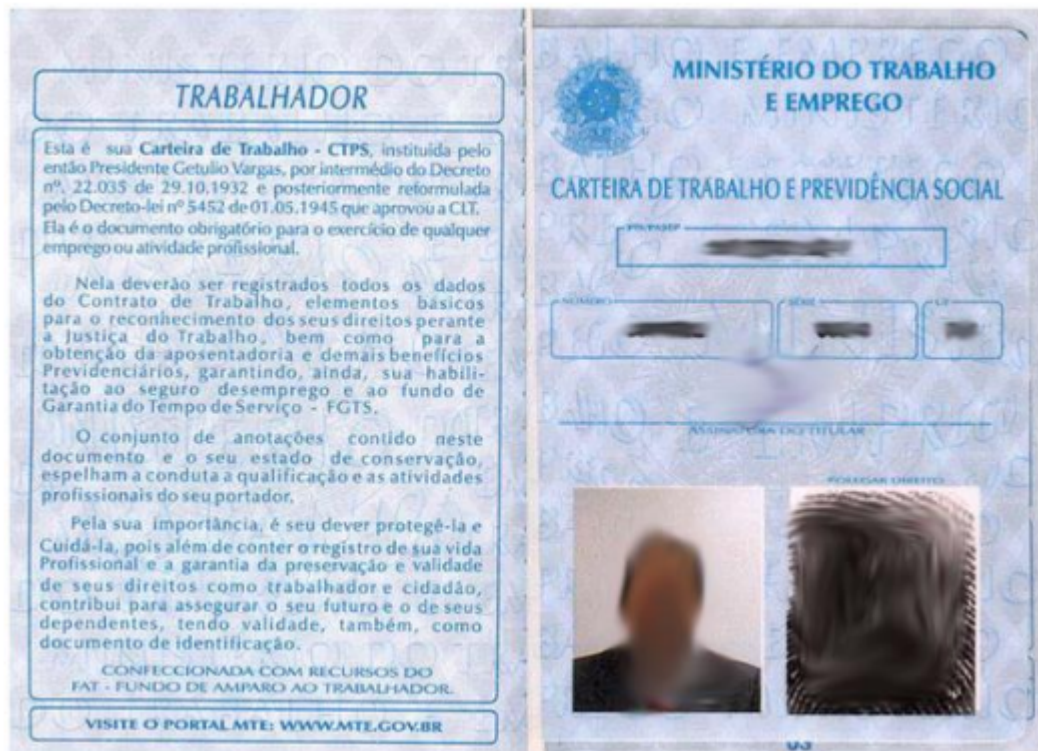 TRABALHADOR
Esta é sua Carteira de Trabalho - CTPS, instituída pelo
então Presidente Getulio Vargas, por intermédio do Decreto
nº. 22.035 de 29.10.1932 e posteriormente reformulada
pelo Decreto-lei nº 5452 de 01.05.1945 que aprovou a CLT.
Ela é o documento obrigatório para o exercício de qualquer
emprego ou atividade profissional.
Nela deverão ser registrados todos os dados
do Contrato de Trabalho, elementos básicos
para o reconhecimento dos seus direitos perante
a Justiça do Trabalho, bem como para a
obtenção da aposentadoria e demais benefícios
Previdenciários, garantindo, ainda, sua habili-
tação ao seguro desemprego e ao fundo de
Garantia do Tempo de Serviço - FGTS.
O conjunto de anotações contido neste
documento e o seu estado de conservação,
espelham a conduta a qualificação e as atividades
profissionais do seu portador.
Pela sua importância, é seu dever protegê-la e
Cuidá-la, pois além de conter o registro de sua vida
Profissional e a garantia da preservação e validade
de seus direitos como trabalhador e cidadão,
contribui para assegurar o seu futuro e o de seus
dependentes, tendo validade, também, como
documento de identificação.
CONFECCIONADA COM RECURSOS DO
FAT - FUNDO DE AMPARO AO TRABALHADOR.
VISITE O PORTAL MTE: WWW.MTE.GOV.BR
MINISTÉRIO DO TRABALHO
E EMPREGO
CARTEIRA DE TRABALHO E PREVIDÊNCIA SOCIAL
PIS/PASEP
NÚMERO
SÉRIE
UF
ASSINATURA DO TITULAR
POLEGAR DIREITO
03